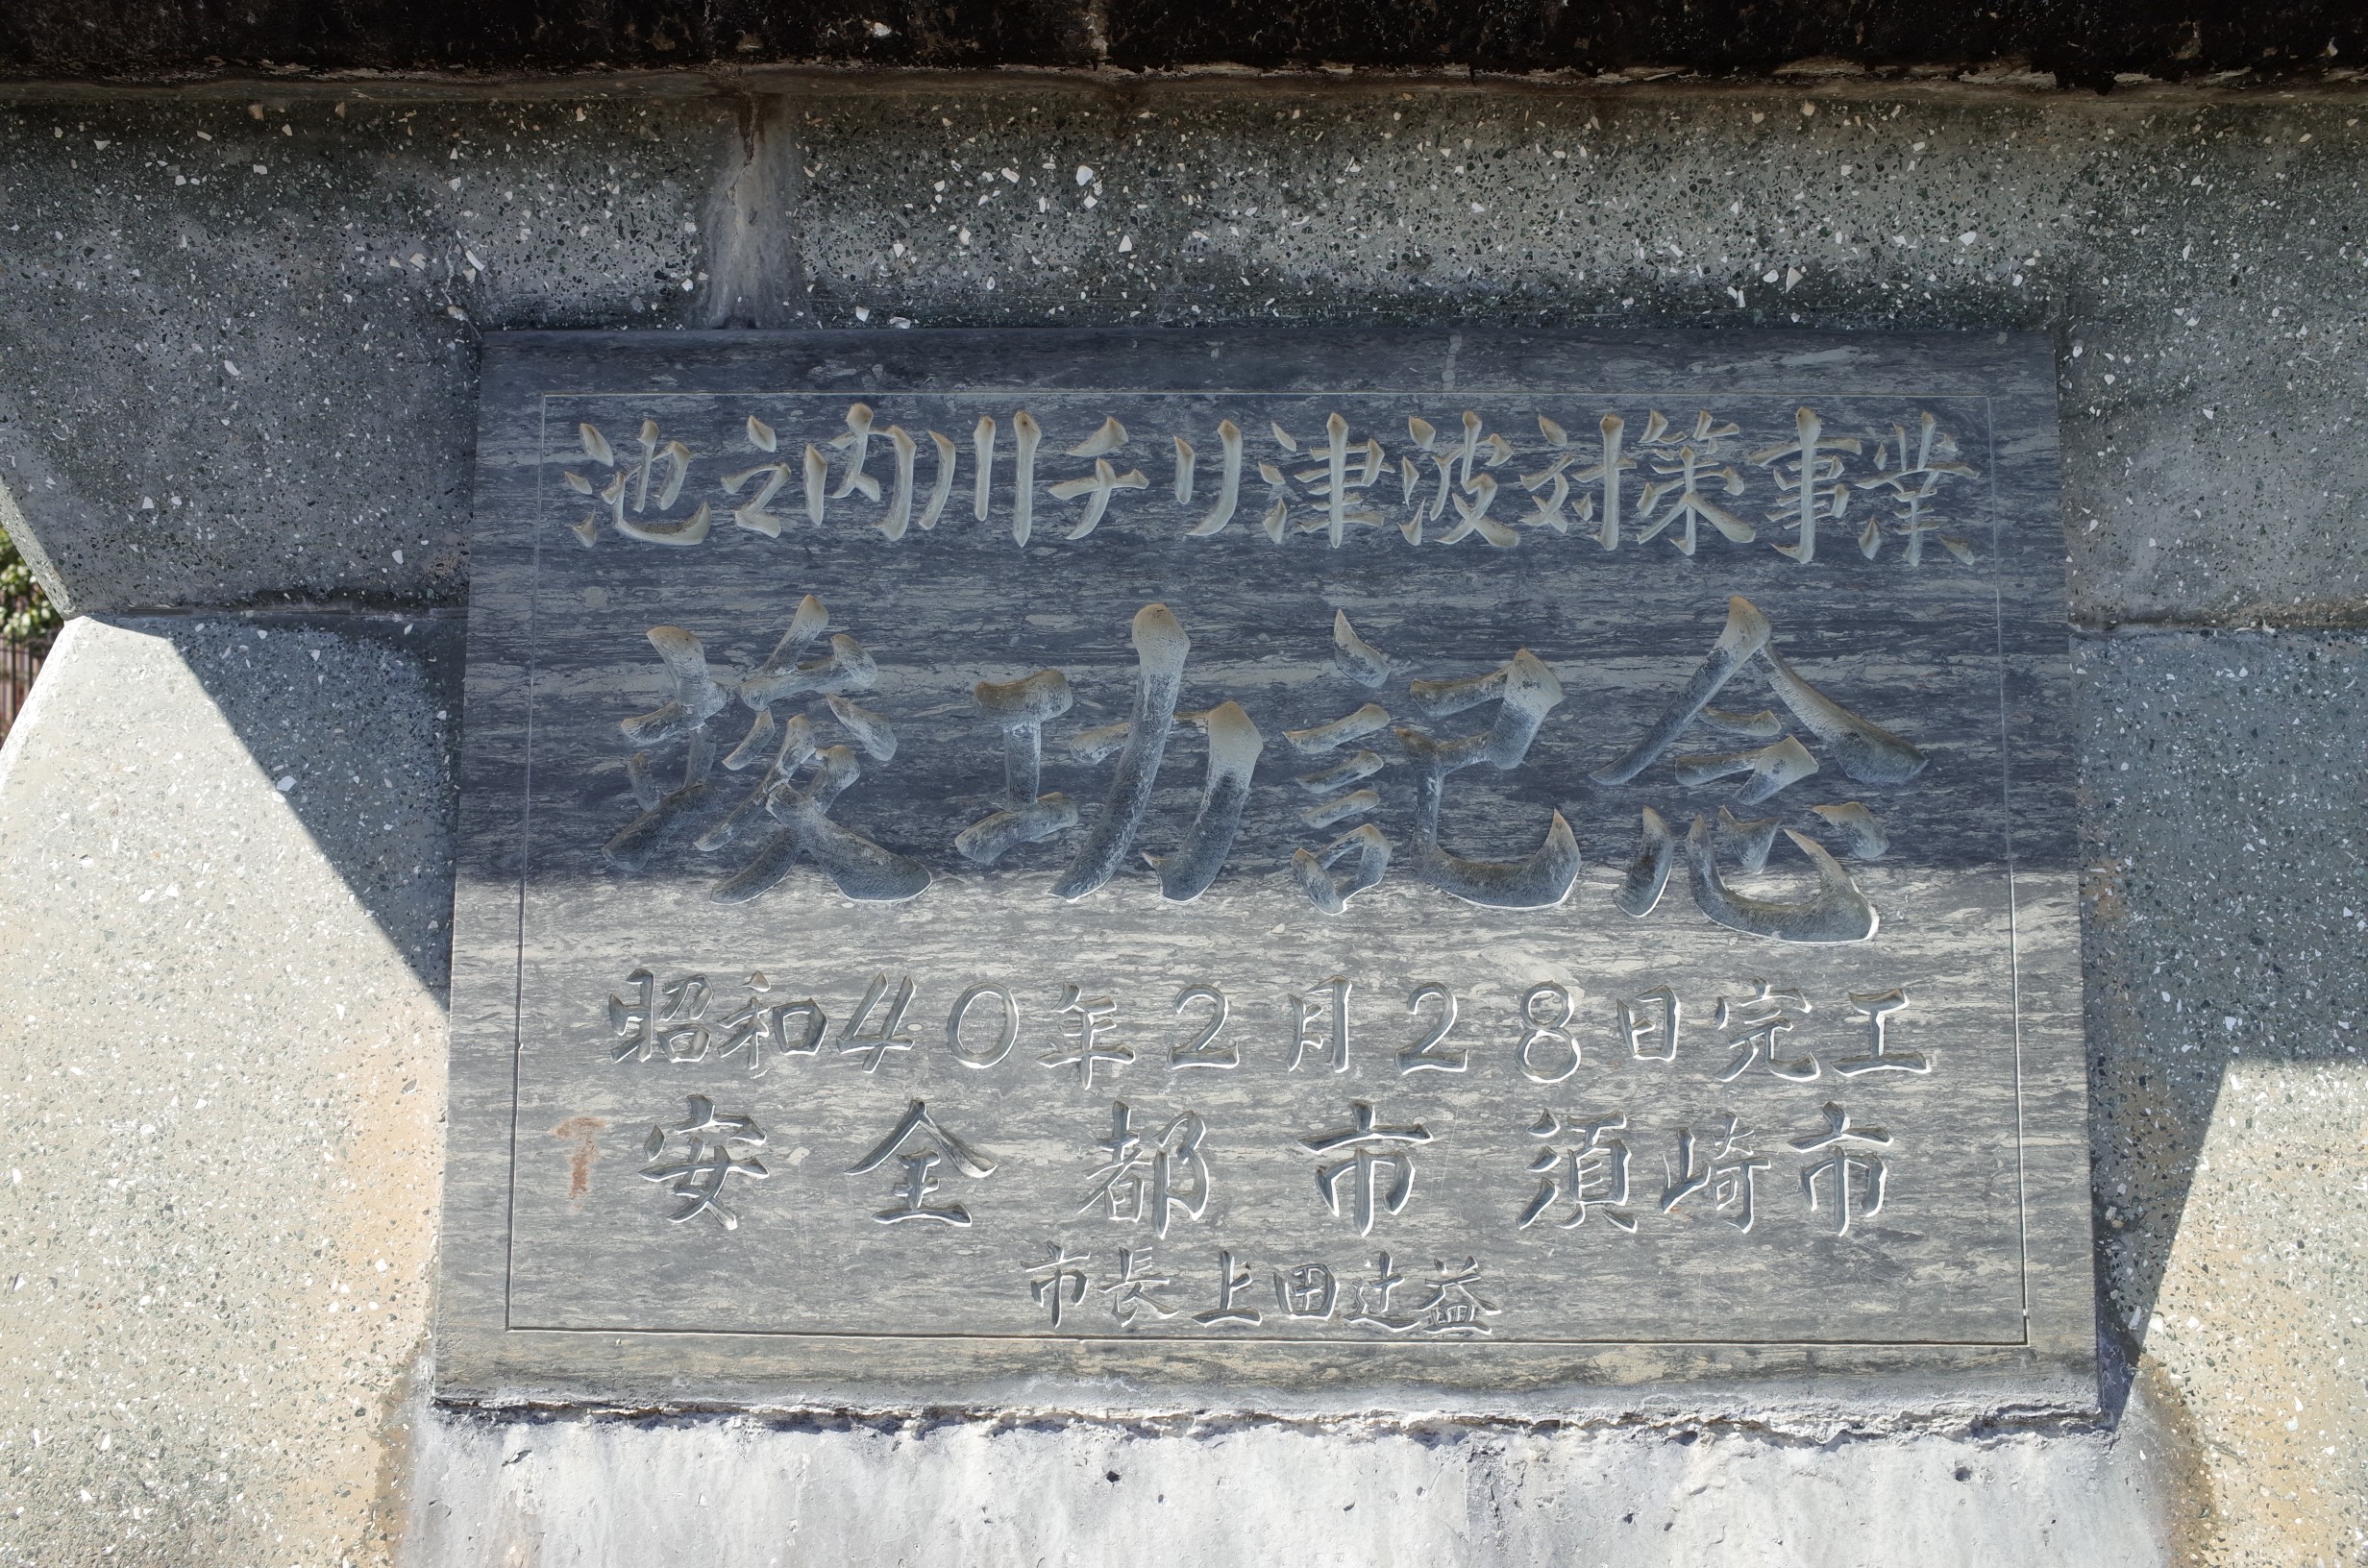 池之内川チリ津波対策事業
竣功記念
昭和40年2月28日完工
安全都市須崎市
市長上田辻益